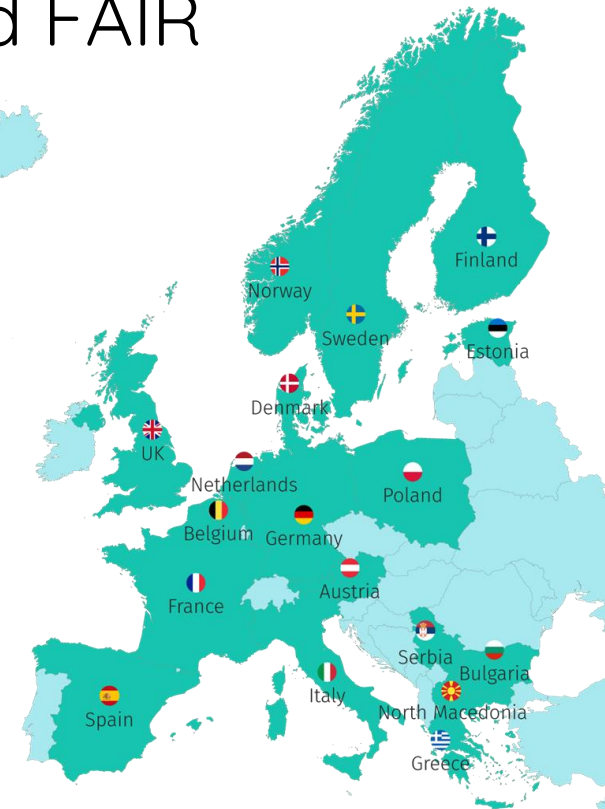 d FAIR
Finland
Norway
Sweden
Estonia
Denmark
UK
Netherlands
Poland
Belgium
Germany
Austria
France
Serbia
Bulgaria
Italy
North Macedonia
Spain
Greece